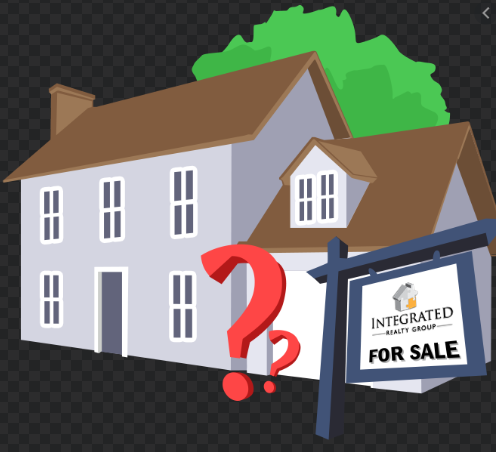 ??
INTEGRATED
REALTY GROUP
FOR SALE